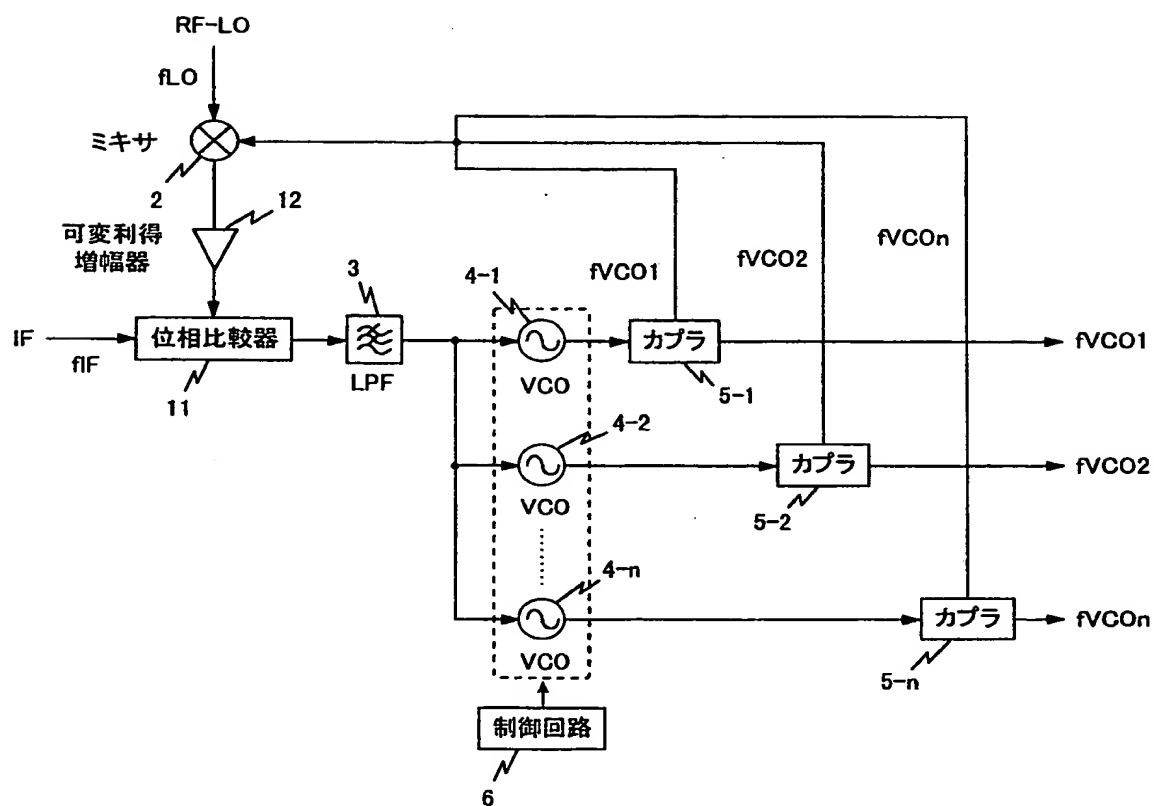 RF-LO
fLO
ミキサ
2
12
可変利得
増幅器
fVCO1
fVCO2
fVCOn
3
4-1
IF
fIF
位相比較器
11
LPF
VCO
カプラ
5-1
fVCO1
4-2
VCO
カプラ
5-2
fVCO2
4-n
VCO
カプラ
5-n
fVCOn
制御回路
6